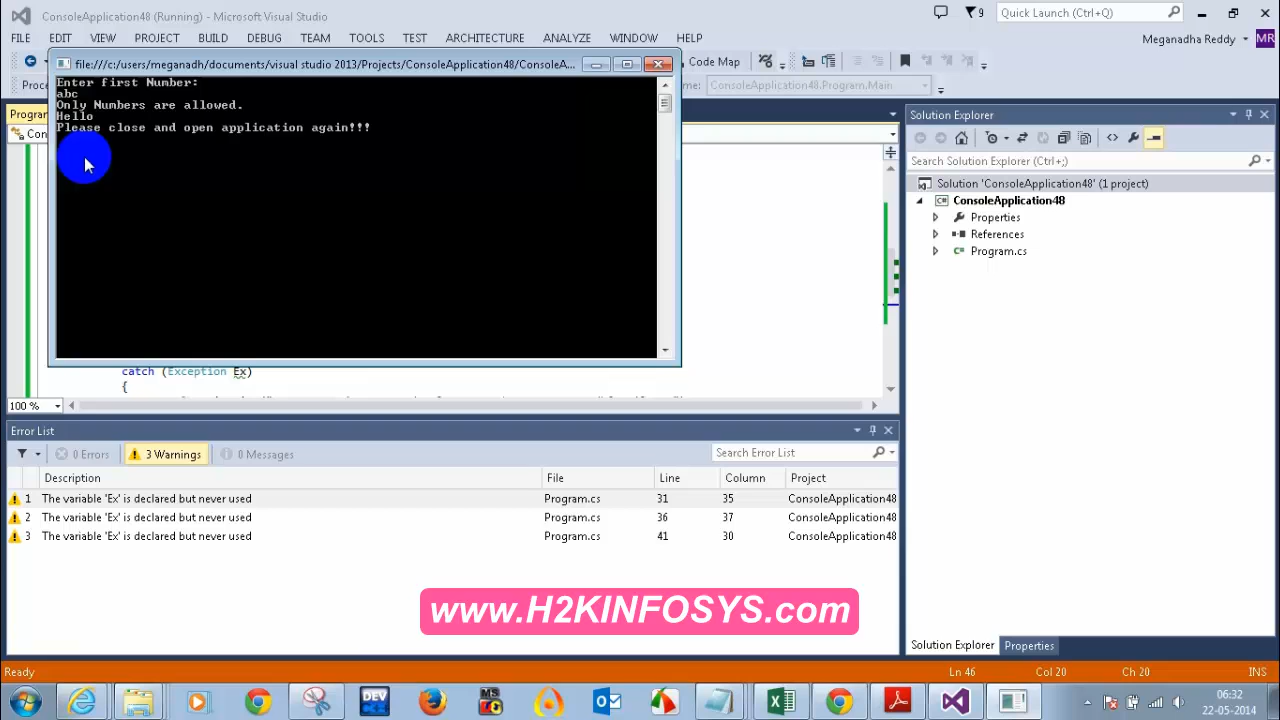 ConsoleApplication48 (Running) - Microsoft Visual Studio
9
Quick Launch (Ctrl+Q)
FILE EDIT VIEW PROJECT BUILD DEBUG TEAM TOOLS TEST ARCHITECTURE ANALYZE WINDOW HELP
Meganadha Reddy
MR
file:///c:/users/meganadh/documents/visual studio 2013/Projects/ConsoleApplication48/ConsoleA...
Code Map
Enter first Number:
abc
Only Numbers are allowed.
Hello
Please close and open application again!!!
ConsoleApplication48.Program.Main
Solution Explorer
Search Solution Explorer (Ctrl+;)
Solution 'ConsoleApplication48' (1 project)
ConsoleApplication48
Properties
References
C# Program.cs
catch (Exception Ex)
{
100 %
Error List
0 Errors 3 Warnings 0 Messages
Search Error List
Description File Line Column Project
1 The variable 'Ex' is declared but never used Program.cs 31 35 ConsoleApplication48
2 The variable 'Ex' is declared but never used Program.cs 36 37 ConsoleApplication48
3 The variable 'Ex' is declared but never used Program.cs 41 30 ConsoleApplication48
www.H2KINFOSYS.com
Solution Explorer Properties
Ready
Ln 46 Col 20 Ch 20 INS
DEV
MS
06:32
22-05-2014